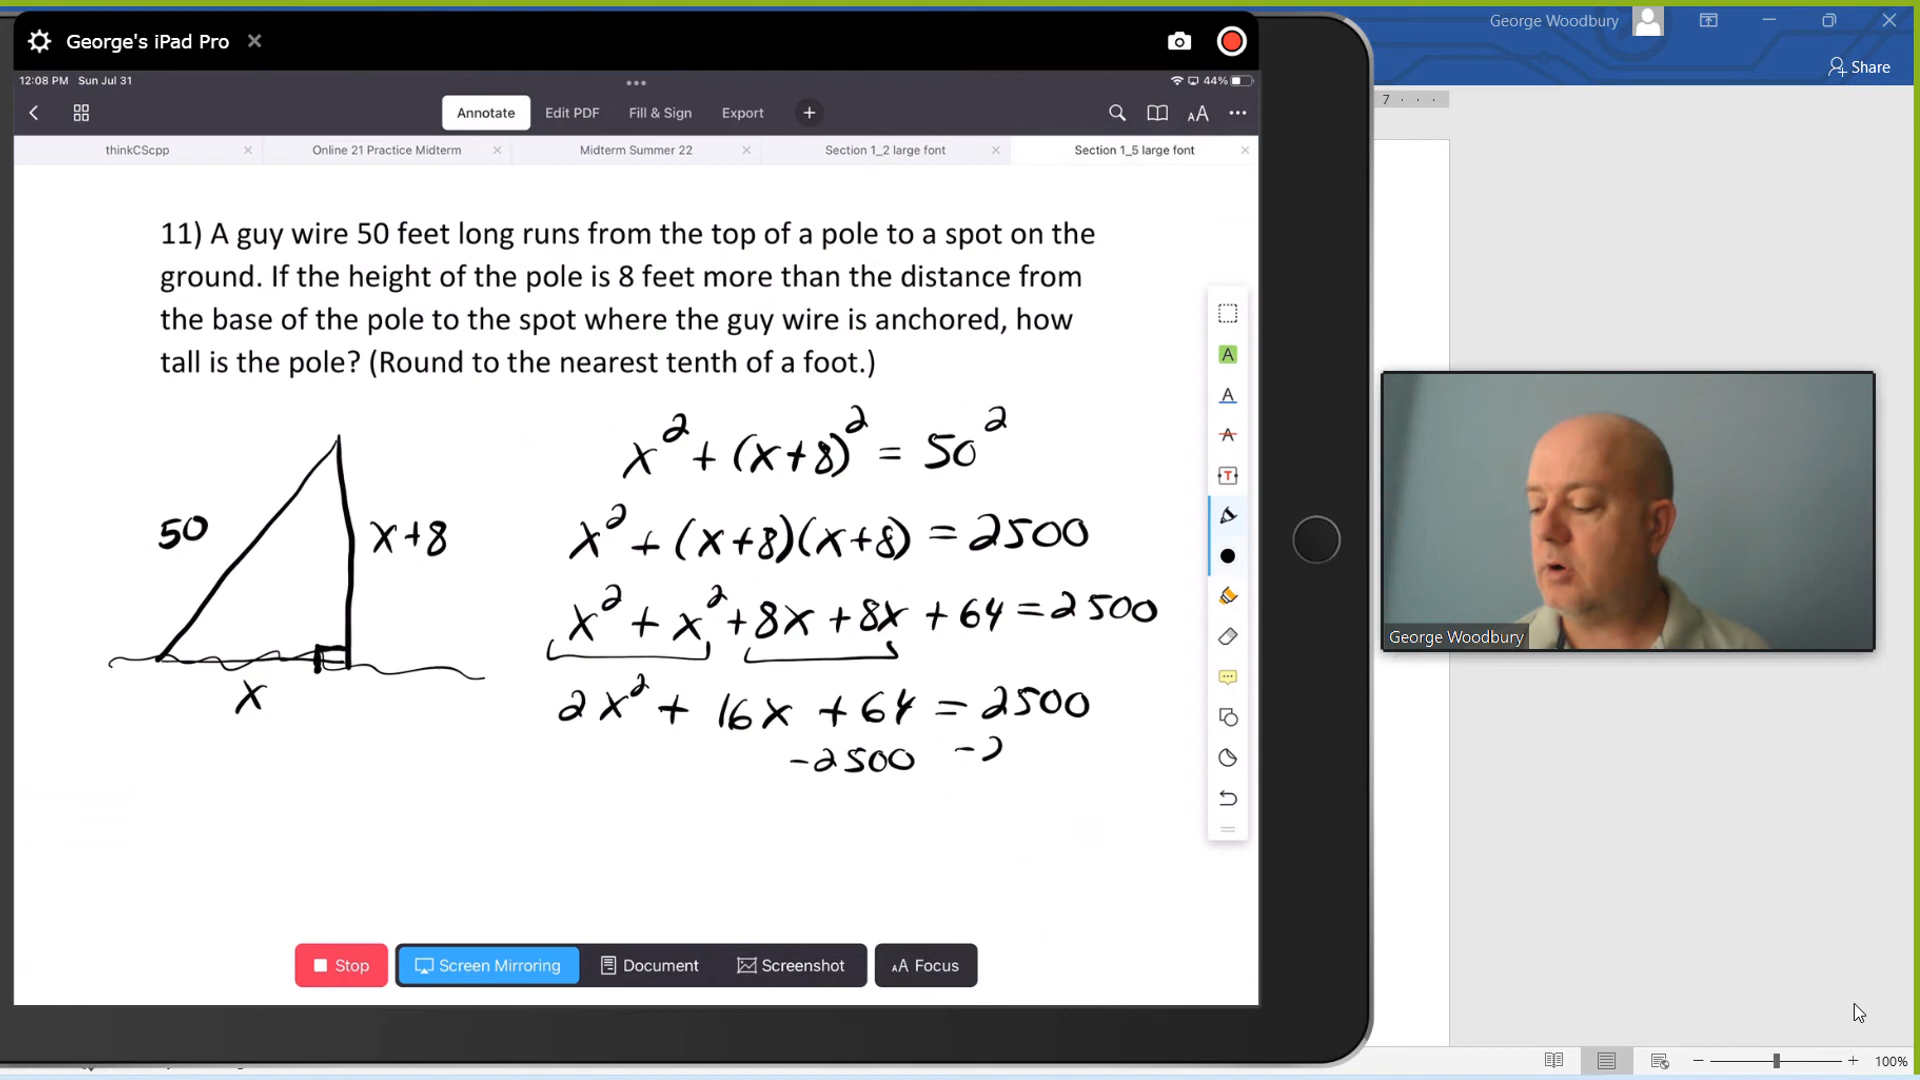 George Woodbury
George's iPad Pro
Share
12:08 PM Sun Jul 31
44%
7
Annotate
Edit PDF
Fill & Sign
Export
+
AA
thinkCScpp
Online 21 Practice Midterm
Midterm Summer 22
Section 1_2 large font
Section 1_5 large font
11) A guy wire 50 feet long runs from the top of a pole to a spot on the
ground. If the height of the pole is 8 feet more than the distance from
the base of the pole to the spot where the guy wire is anchored, how
tall is the pole? (Round to the nearest tenth of a foot.)
x² + (x+8)² = 50²
50
x+8
x² + (x+8)(x+8) = 2500
x² + x² + 8x + 8x + 64 = 2500
x
2x² + 16x + 64 = 2500
-2500 -2
A
A
A
T
George Woodbury
Stop
Screen Mirroring
Document
Screenshot
AA Focus
100%